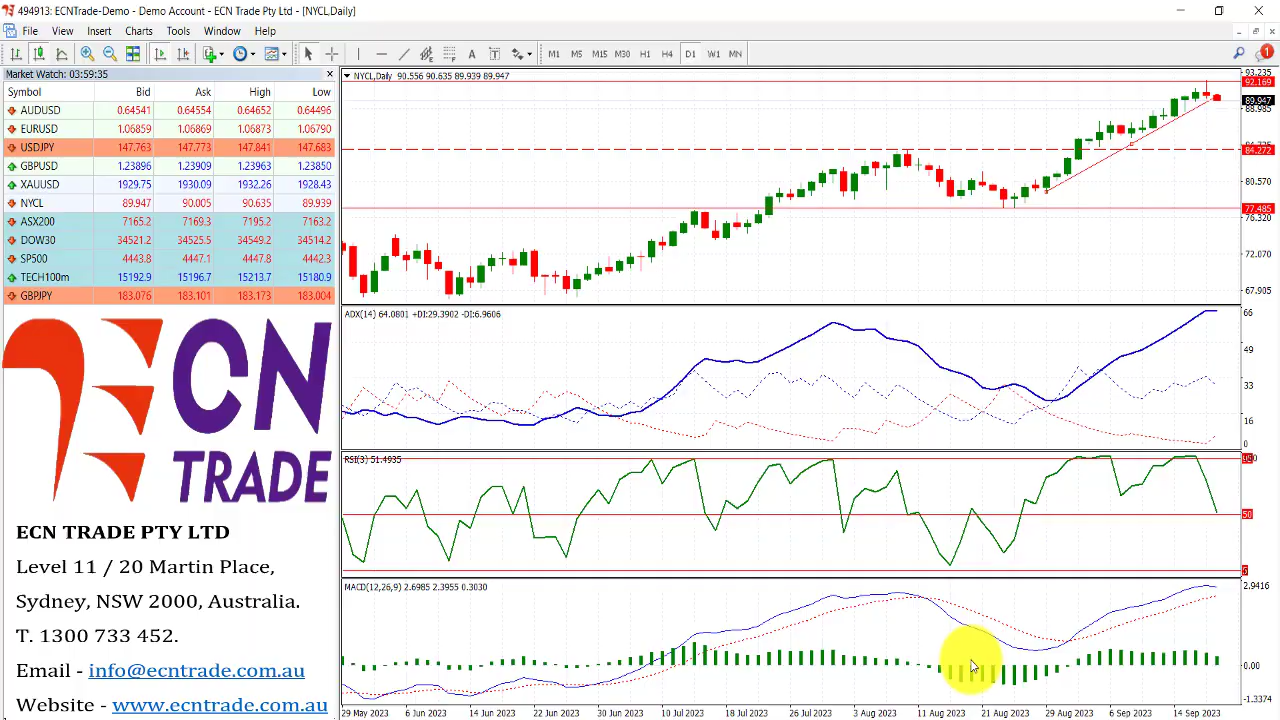 494913: ECNTrade-Demo - Demo Account - ECN Trade Pty Ltd - [NYCL,Daily]
File View Insert Charts Tools Window Help
M1 M5 M15 M30 H1 H4 D1 W1 MN
1
Market Watch: 03:59:35
Symbol Bid Ask High Low
AUDUSD 0.64541 0.64554 0.64652 0.64496
EURUSD 1.06859 1.06869 1.06873 1.06790
USDJPY 147.763 147.773 147.841 147.683
GBPUSD 1.23896 1.23909 1.23963 1.23850
XAUUSD 1929.75 1930.09 1932.26 1928.43
NYCL 89.947 90.005 90.635 89.939
ASX200 7165.2 7169.3 7195.2 7163.2
DOW30 34521.2 34525.5 34549.2 34514.2
SP500 4443.8 4447.1 4447.8 4442.3
TECH100m 15192.9 15196.7 15213.7 15180.9
GBPJPY 183.076 183.101 183.173 183.004
ECN
TRADE
ECN TRADE PTY LTD
Level 11 / 20 Martin Place,
Sydney, NSW 2000, Australia.
T. 1300 733 452.
Email - info@ecntrade.com.au
Website - www.ecntrade.com.au
NYCL,Daily 90.556 90.635 89.939 89.947
93.235
92.169
89.947
88.985
84.272
80.570
77.485
76.320
72.070
67.905
ADX(14) 64.0801 +DI:29.3902 -DI:6.9606
66
49
33
16
0
RSI(3) 51.4935
50
MACD(12,26,9) 2.6985 2.3955 0.3030
2.9416
0.00
-1.3374
29 May 2023 6 Jun 2023 14 Jun 2023 22 Jun 2023 30 Jun 2023 10 Jul 2023 18 Jul 2023 26 Jul 2023 3 Aug 2023 11 Aug 2023 21 Aug 2023 29 Aug 2023 6 Sep 2023 14 Sep 2023